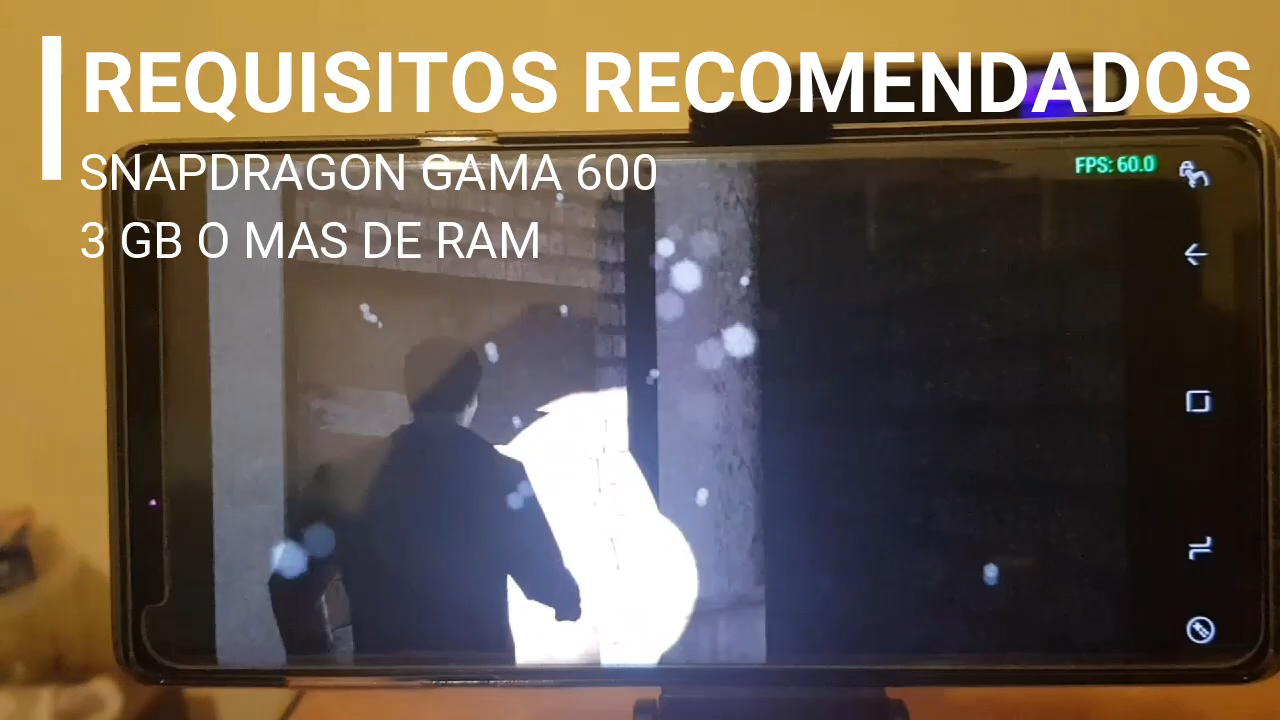 REQUISITOS RECOMENDADOS
SNAPDRAGON GAMA 600
3 GB O MAS DE RAM
FPS: 60.0